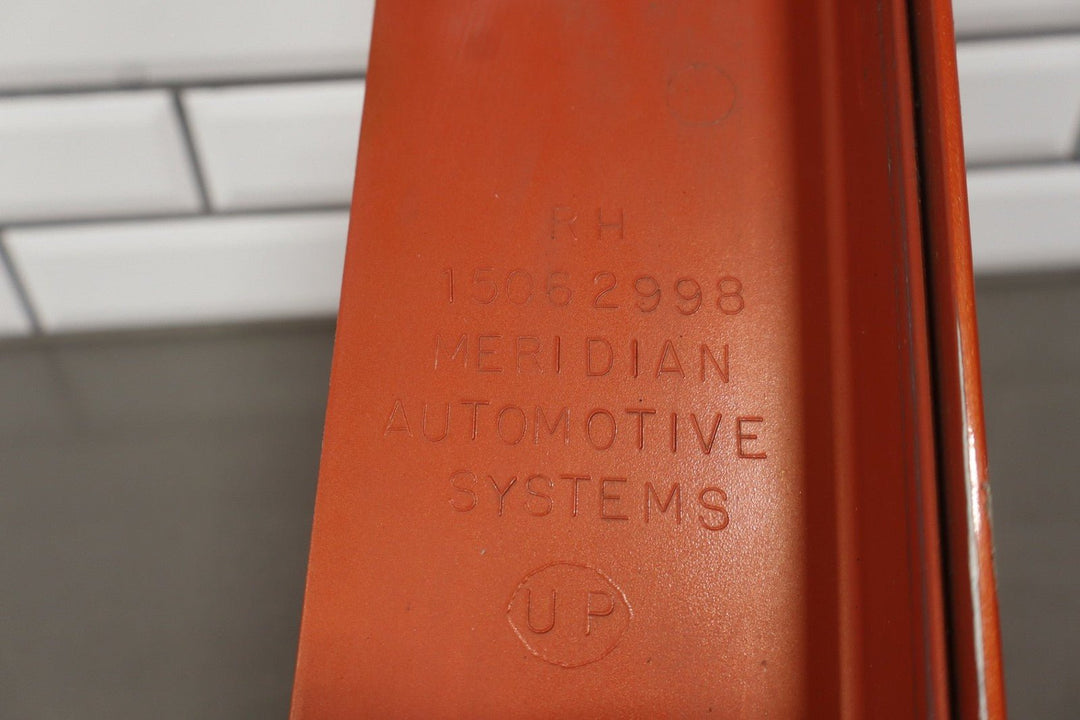 RH
15062998
MERIDIAN
AUTOMOTIVE
SYSTEMS
UP